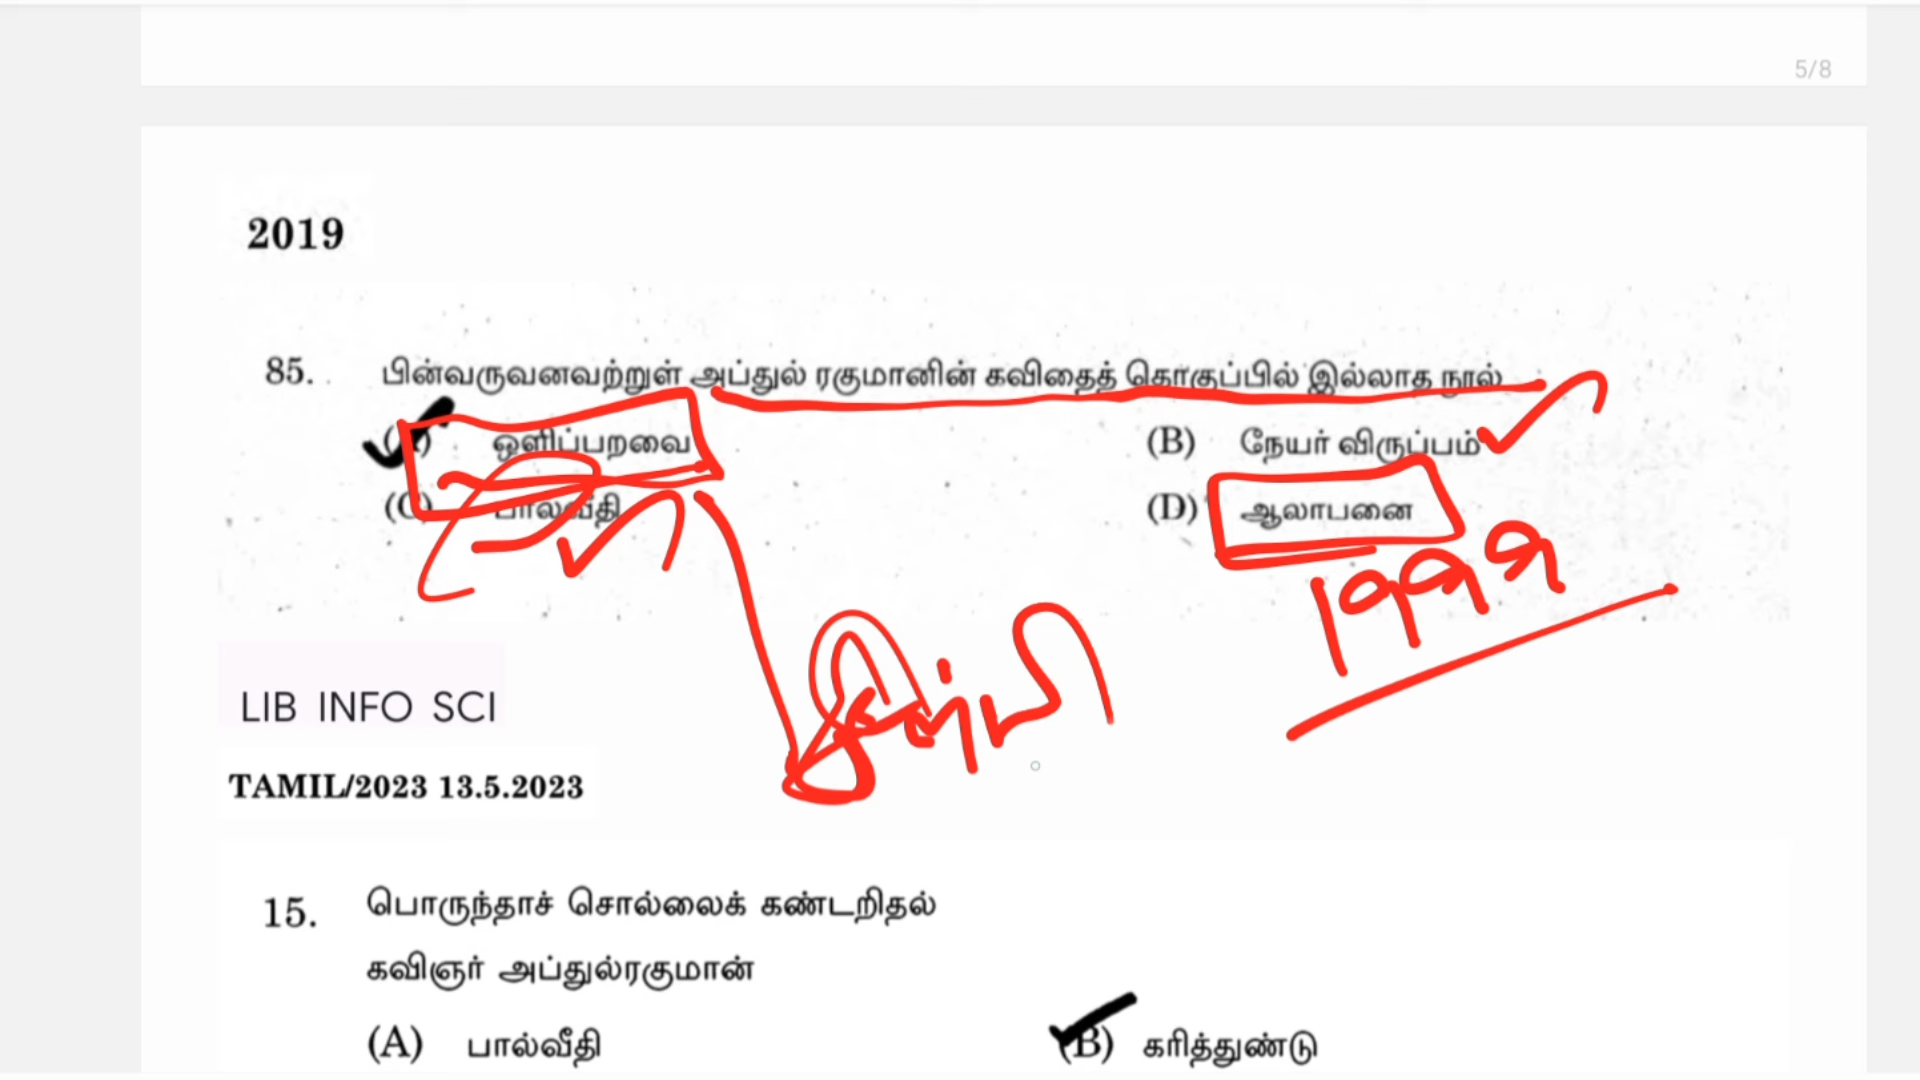 5/8
2019
85. பின்வருவனவற்றுள் அப்துல் ரகுமானின் கவிதைத் தொகுப்பில் இல்லாத நூல்
(A) ஒளிப்பறவை (B) நேயர் விருப்பம்
(C) பால்வீதி (D) ஆலாபனை
1999
LIB INFO SCI
TAMIL/2023 13.5.2023
15. பொருந்தாச் சொல்லைக் கண்டறிதல்
கவிஞர் அப்துல்ரகுமான்
(A) பால்வீதி (B) கரித்துண்டு